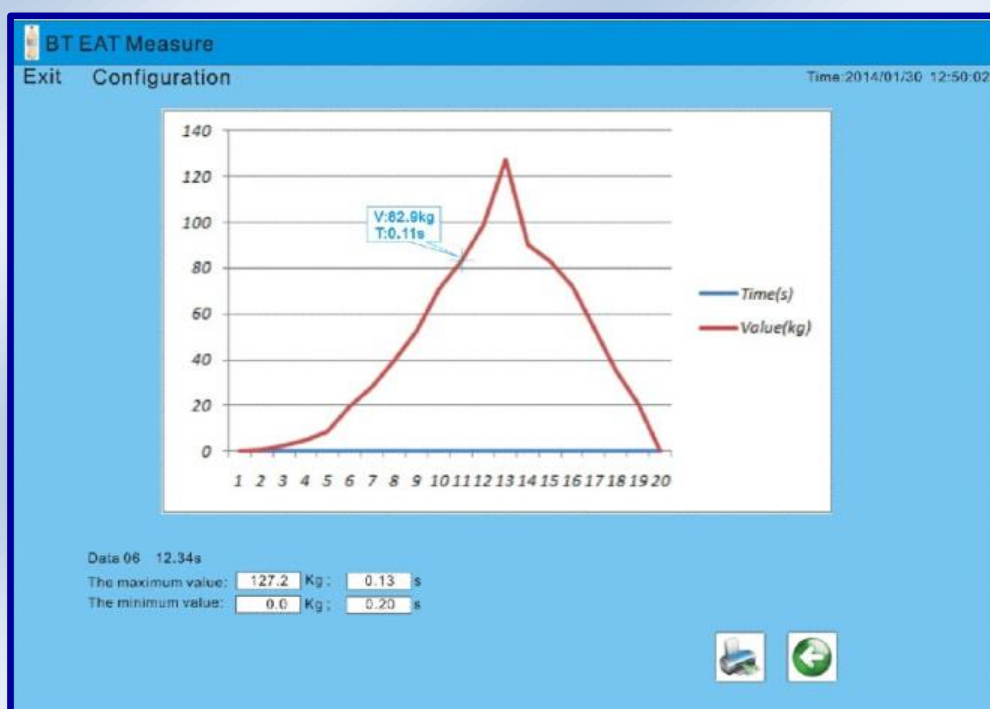 BT EAT Measure
Exit Configuration
Time:2014/01/30 12:50:02
140
120
100
80
60
40
20
0
V:82.9kg
T:0.11s
Time(s)
Value(kg)
1 2 3 4 5 6 7 8 9 10 11 12 13 14 15 16 17 18 19 20
Data 06 12.34s
The maximum value: 127.2 Kg; 0.13 s
The minimum value: 0.0 Kg; 0.20 s